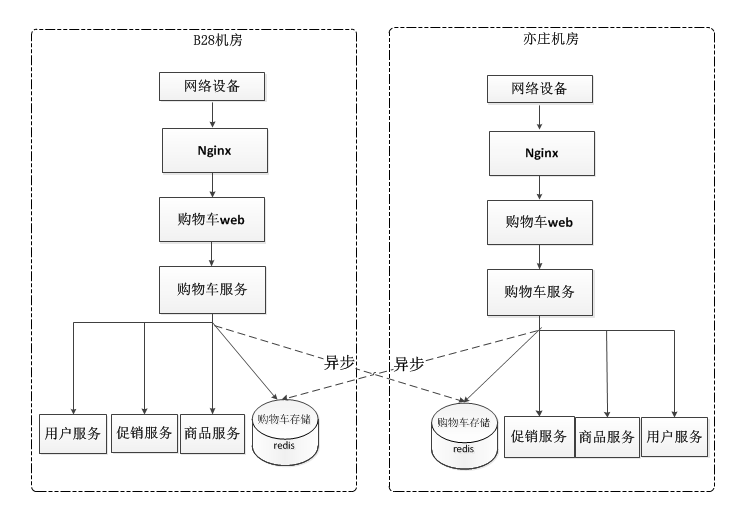 B28机房
网络设备
Nginx
购物车web
购物车服务
异步
用户服务
促销服务
商品服务
购物车存储
redis
亦庄机房
网络设备
Nginx
购物车web
购物车服务
异步
购物车存储
redis
促销服务
商品服务
用户服务